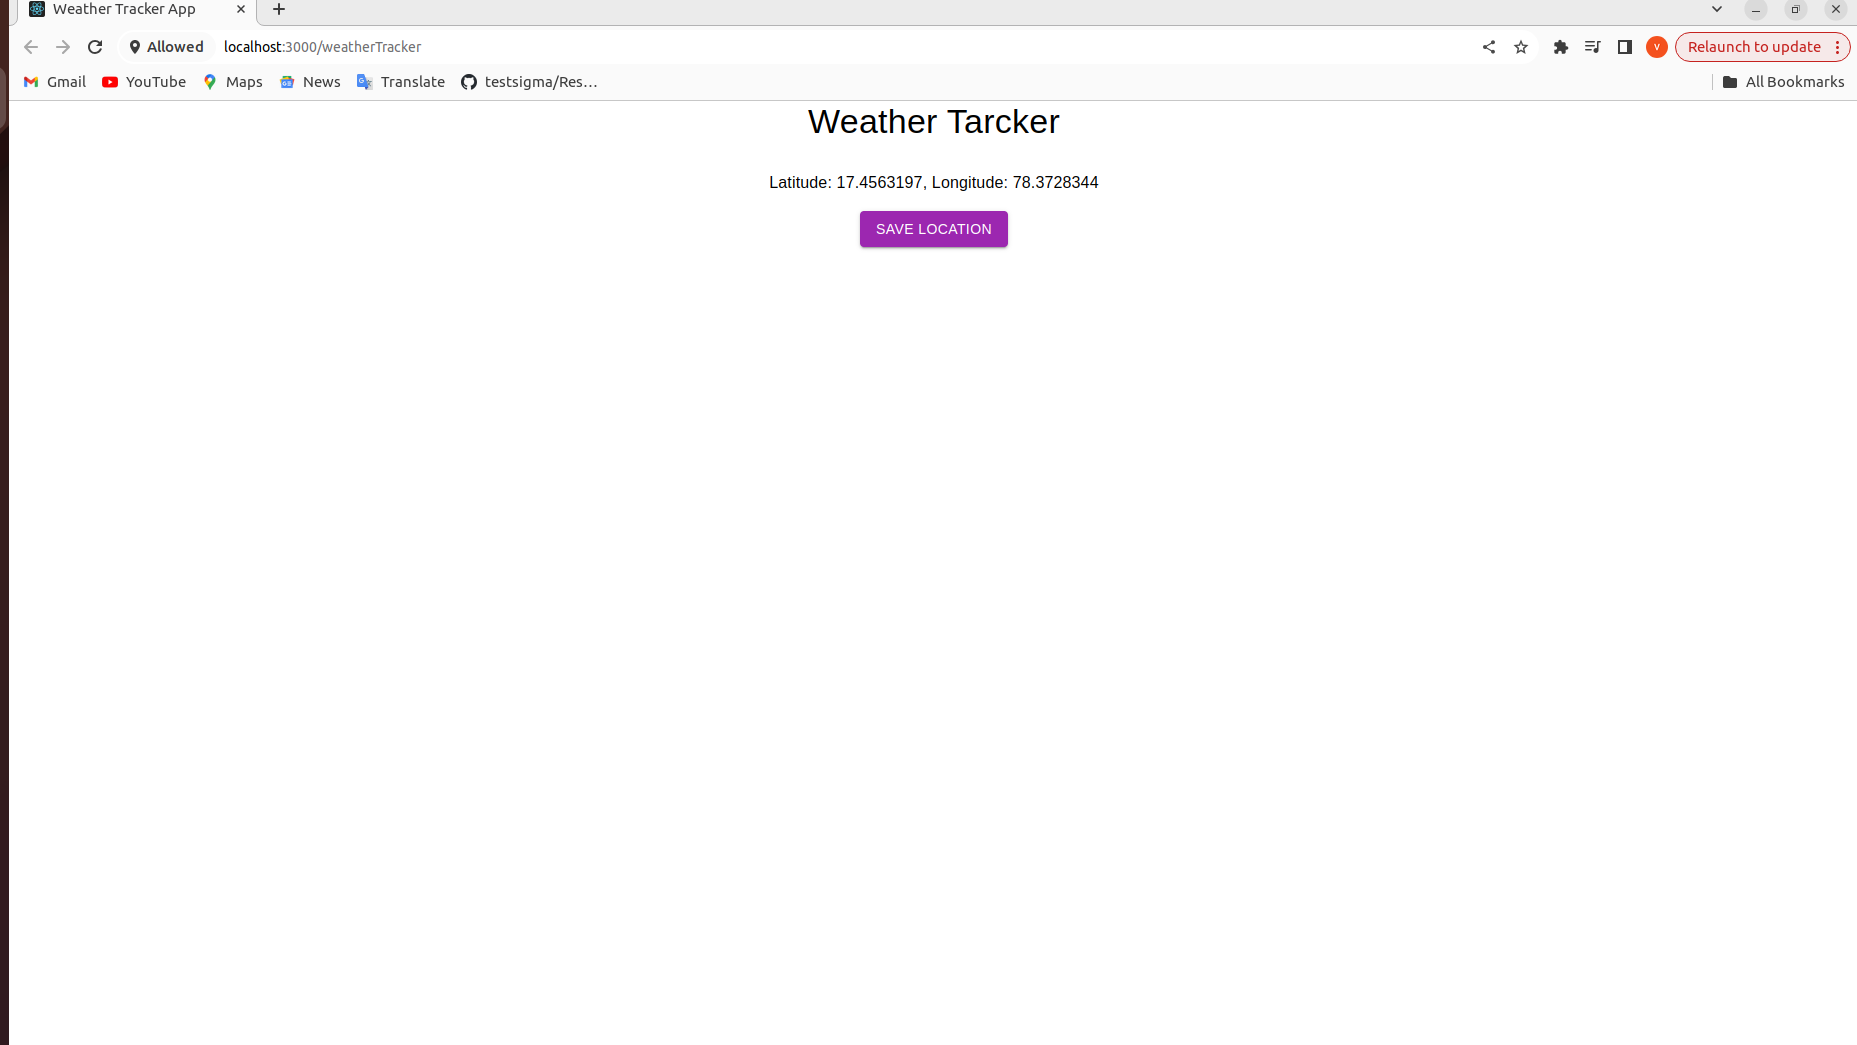 Weather Tracker App
Allowed
localhost:3000/weatherTracker
V
Relaunch to update
Gmail
YouTube
Maps
News
Translate
testsigma/Res…
All Bookmarks
Weather Tarcker
Latitude: 17.4563197, Longitude: 78.3728344
SAVE LOCATION